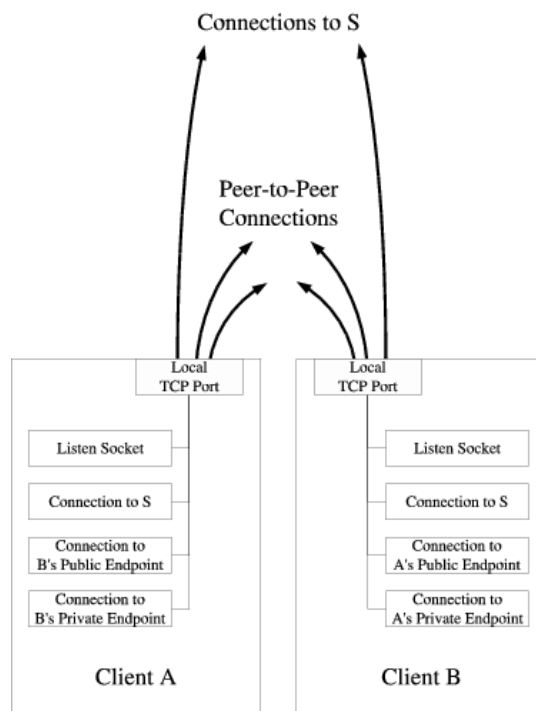 Connections to S
Peer-to-Peer
Connections
Local
TCP Port
Listen Socket
Connection to S
Connection to
B's Public Endpoint
Connection to
B's Private Endpoint
Client A
Local
TCP Port
Listen Socket
Connection to S
Connection to
A's Public Endpoint
Connection to
A's Private Endpoint
Client B